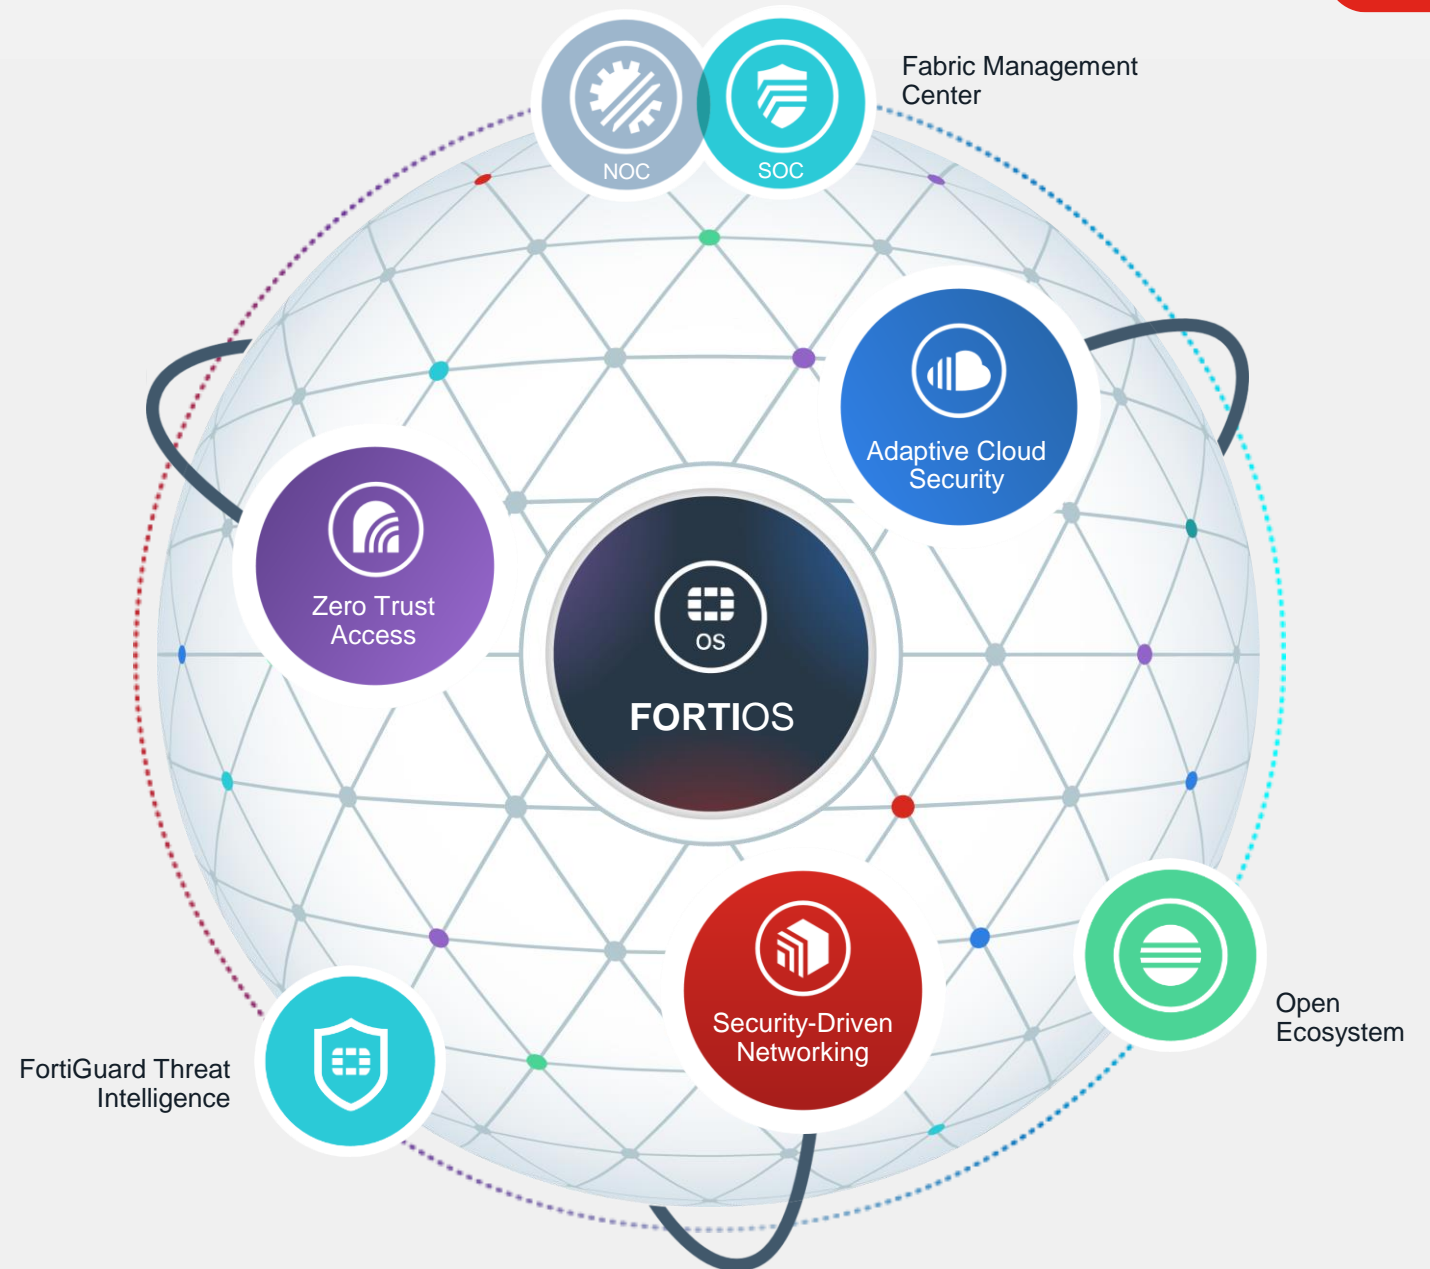 NOC
SOC
Fabric Management
Center
Adaptive Cloud
Security
Zero Trust
Access
OS
FORTIOS
Security-Driven
Networking
Open
Ecosystem
FortiGuard Threat
Intelligence